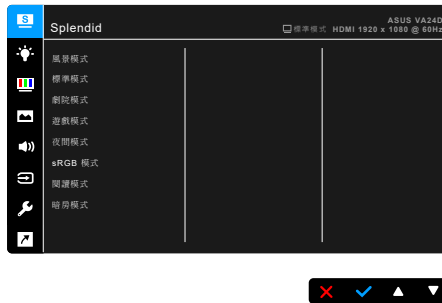 S
ASUS VA24D
Splendid
標準模式 HDMI 1920 x 1080 @ 60Hz
風景模式
標準模式
劇院模式
遊戲模式
夜間模式
sRGB 模式
閱讀模式
暗房模式